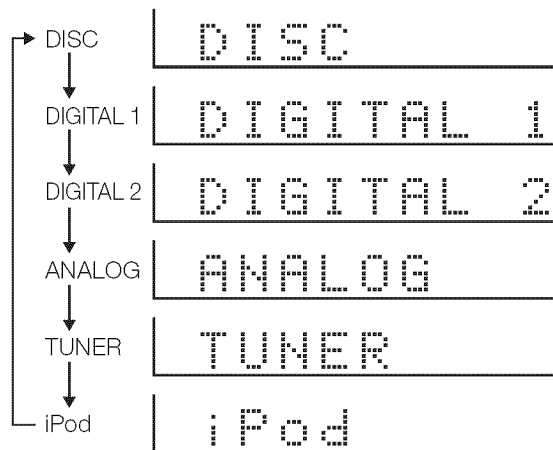 DISC DISC
DIGITAL 1 DIGITAL 1
DIGITAL 2 DIGITAL 2
ANALOG ANALOG
TUNER TUNER
iPod iPod